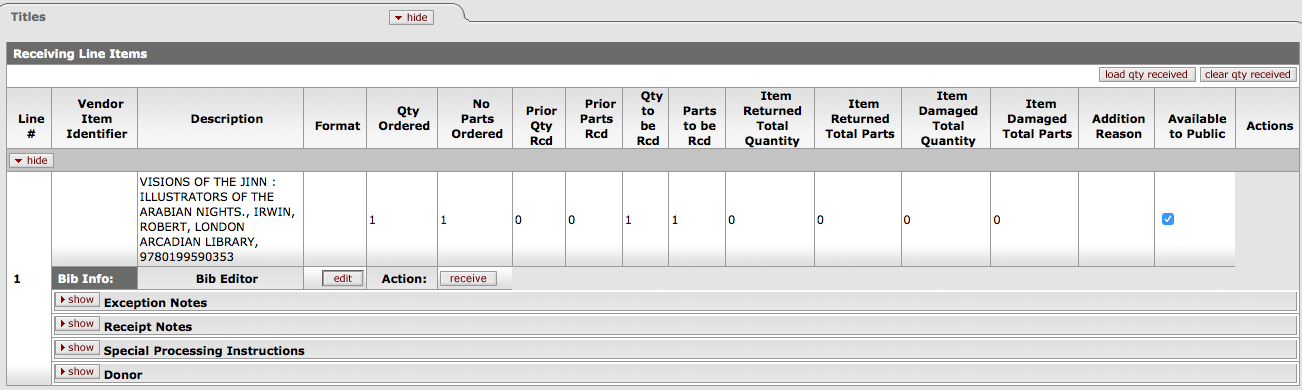 Titles
hide
Receiving Line Items
load qty received
clear qty received
Line #
Vendor Item Identifier
Description
Format
Qty Ordered
No Parts Ordered
Prior Qty Rcd
Prior Parts Rcd
Qty to be Rcd
Parts to be Rcd
Item Returned Total Quantity
Item Returned Total Parts
Item Damaged Total Quantity
Item Damaged Total Parts
Addition Reason
Available to Public
Actions
hide
1
VISIONS OF THE JINN :
ILLUSTRATORS OF THE
ARABIAN NIGHTS., IRWIN,
ROBERT, LONDON
ARCADIAN LIBRARY,
9780199590353
1
1
0
0
1
1
0
0
0
0
Bib Info:
Bib Editor
edit
Action:
receive
show Exception Notes
show Receipt Notes
show Special Processing Instructions
show Donor